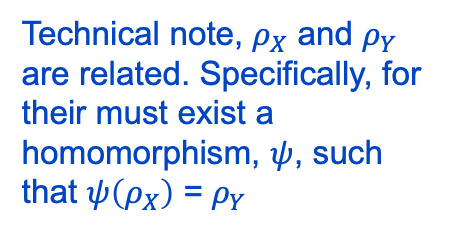 Technical note, 𝜌𝑋 and 𝜌𝑌
are related. Specifically, for
their must exist a
homomorphism, 𝜓, such
that 𝜓(𝜌𝑋) = 𝜌𝑌